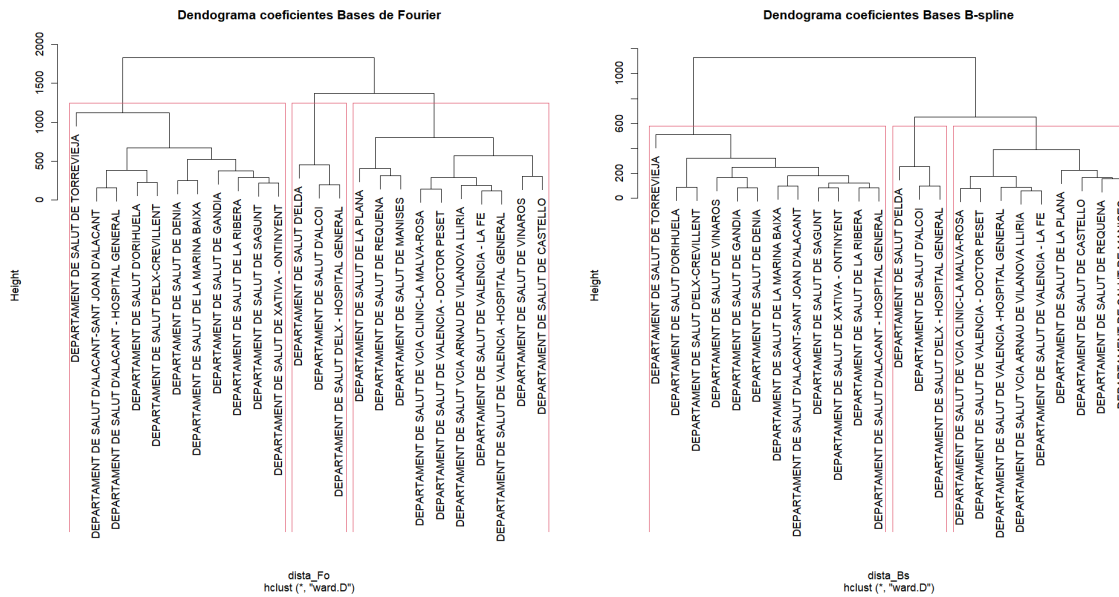 Dendograma coeficientes Bases de Fourier
Height
0
500
1000
1500
2000
DEPARTAMENT DE SALUT DE TORREVIEJA
DEPARTAMENT DE SALUT D'ALACANT-SANT JOAN D'ALACANT
DEPARTAMENT DE SALUT D'ALACANT - HOSPITAL GENERAL
DEPARTAMENT DE SALUT D'ORIHUELA
DEPARTAMENT DE SALUT D'ELX-CREVILLENT
DEPARTAMENT DE SALUT DE DENIA
DEPARTAMENT DE SALUT DE LA MARINA BAIXA
DEPARTAMENT DE SALUT DE GANDIA
DEPARTAMENT DE SALUT DE LA RIBERA
DEPARTAMENT DE SALUT DE SAGUNT
DEPARTAMENT DE SALUT DE XATIVA - ONTINYENT
DEPARTAMENT DE SALUT D'ELDA
DEPARTAMENT DE SALUT D'ALCOI
DEPARTAMENT DE SALUT D'ELX - HOSPITAL GENERAL
DEPARTAMENT DE SALUT DE LA PLANA
DEPARTAMENT DE SALUT DE REQUENA
DEPARTAMENT DE SALUT DE MANISES
DEPARTAMENT DE SALUT DE VCIA CLINIC-LA MALVA-ROSA
DEPARTAMENT DE SALUT DE VALENCIA - DOCTOR PESET
DEPARTAMENT DE SALUT VCIA ARNAU DE VILANOVA LLIRIA
DEPARTAMENT DE SALUT DE VALENCIA - LA FE
DEPARTAMENT DE SALUT DE VALENCIA -HOSPITAL GENERAL
DEPARTAMENT DE SALUT DE VINAROS
DEPARTAMENT DE SALUT DE CASTELLO
dista_Fo
hclust (*, "ward.D")
Dendograma coeficientes Bases B-spline
Height
0
200
600
1000
DEPARTAMENT DE SALUT DE TORREVIEJA
DEPARTAMENT DE SALUT D'ORIHUELA
DEPARTAMENT DE SALUT D'ELX-CREVILLENT
DEPARTAMENT DE SALUT DE VINAROS
DEPARTAMENT DE SALUT DE GANDIA
DEPARTAMENT DE SALUT DE DENIA
DEPARTAMENT DE SALUT DE LA MARINA BAIXA
DEPARTAMENT DE SALUT D'ALACANT-SANT JOAN D'ALACANT
DEPARTAMENT DE SALUT DE SAGUNT
DEPARTAMENT DE SALUT DE XATIVA - ONTINYENT
DEPARTAMENT DE SALUT DE LA RIBERA
DEPARTAMENT DE SALUT D'ALACANT - HOSPITAL GENERAL
DEPARTAMENT DE SALUT D'ELDA
DEPARTAMENT DE SALUT D'ALCOI
DEPARTAMENT DE SALUT D'ELX - HOSPITAL GENERAL
DEPARTAMENT DE SALUT DE VCIA CLINIC-LA MALVA-ROSA
DEPARTAMENT DE SALUT DE VALENCIA - DOCTOR PESET
DEPARTAMENT DE SALUT DE VALENCIA -HOSPITAL GENERAL
DEPARTAMENT DE SALUT VCIA ARNAU DE VILANOVA LLIRIA
DEPARTAMENT DE SALUT DE VALENCIA - LA FE
DEPARTAMENT DE SALUT DE LA PLANA
DEPARTAMENT DE SALUT DE CASTELLO
DEPARTAMENT DE SALUT DE REQUENA
dista_Bs
hclust (*, "ward.D")